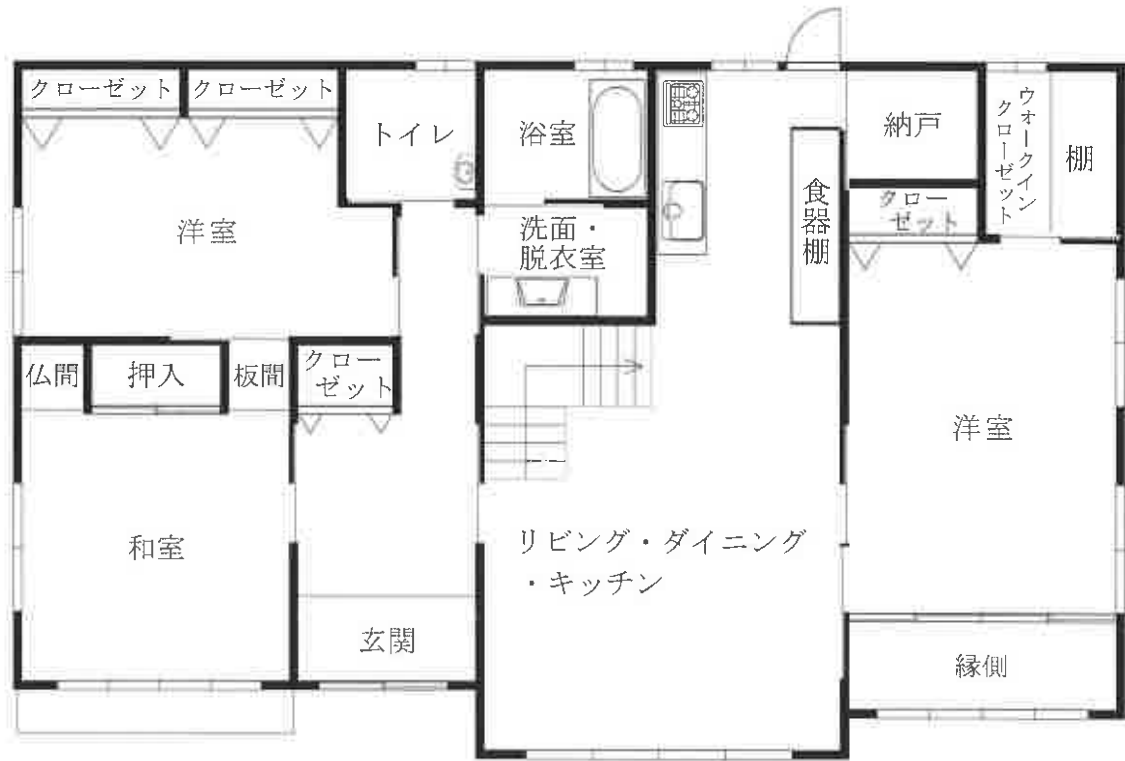 クローゼット
クローゼット
トイレ
浴室
納戸
ウォークイン
クローゼット
棚
洋室
洗面・
脱衣室
食器棚
クロー
ゼット
仏間
押入
板間
クロー
ゼット
洋室
和室
リビング・ダイニング
・キッチン
玄関
縁側